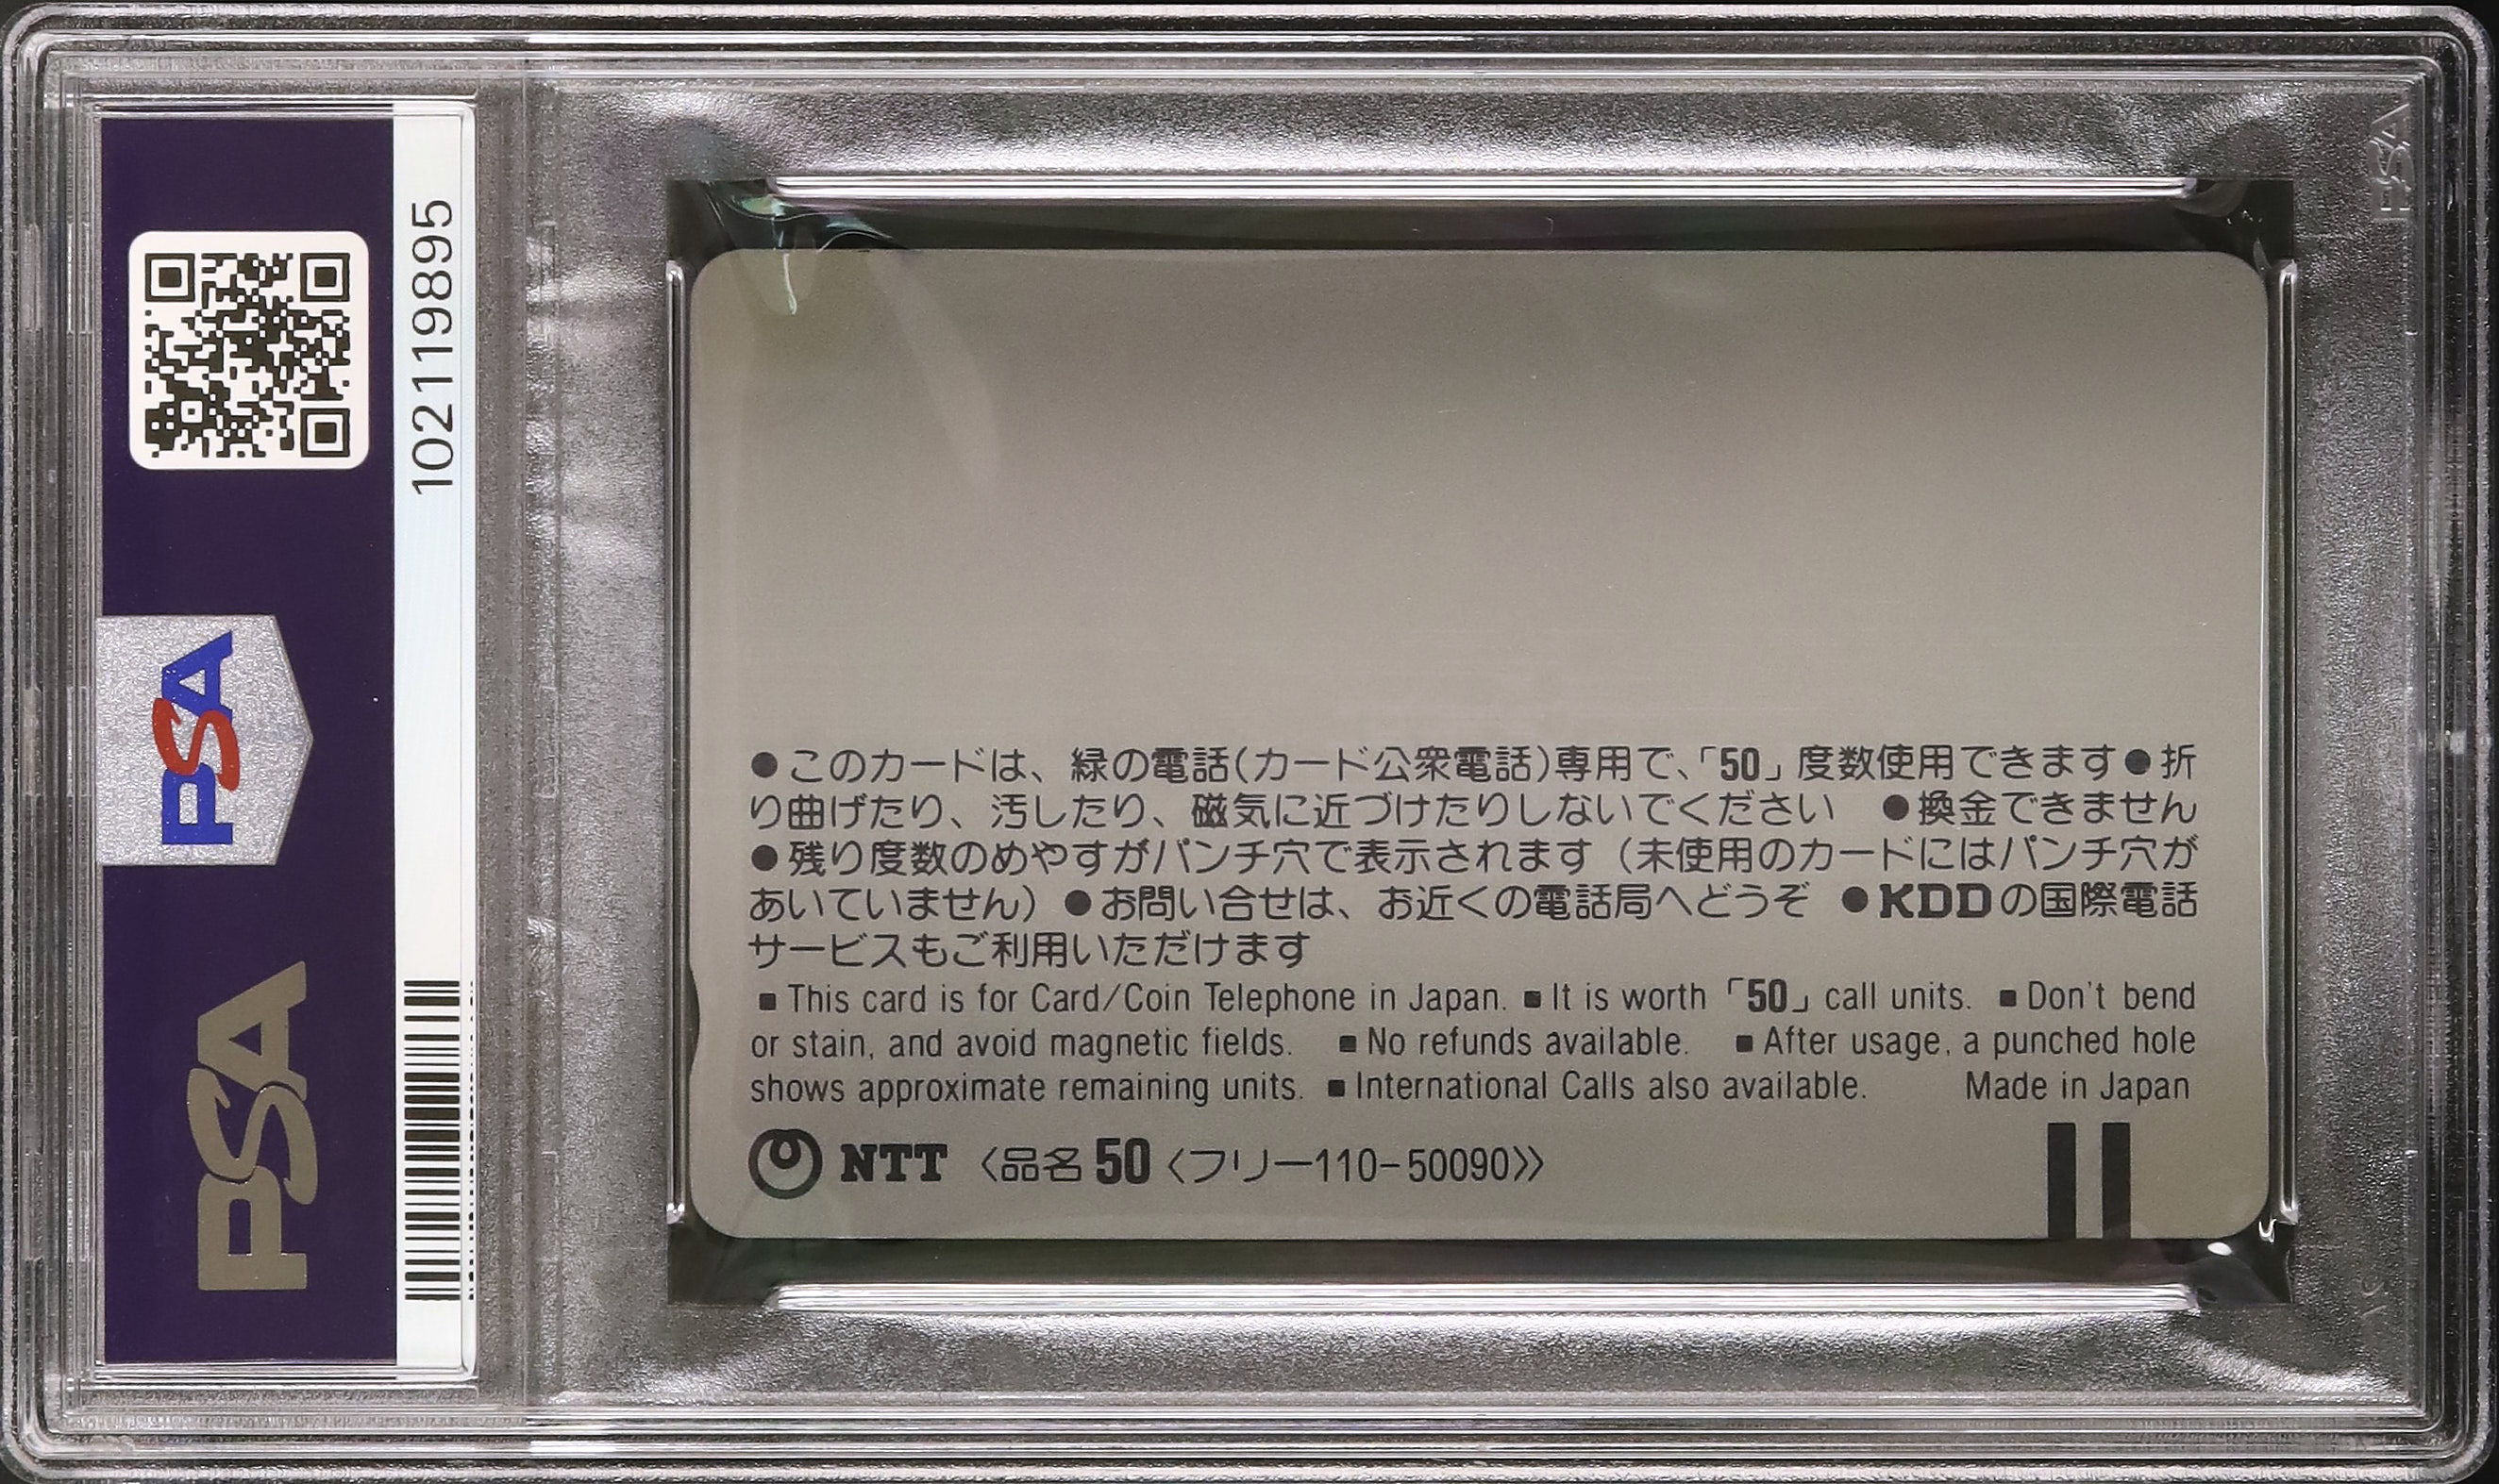 102119895
PSA
PSA
PSA
●このカードは、緑の電話(カード公衆電話)専用で、「50」度数使用できます●折
り曲げたり、汚したり、磁気に近づけたりしないでください ●換金できません
●残り度数のめやすがパンチ穴で表示されます（未使用のカードにはパンチ穴が
あいていません）●お問い合せは、お近くの電話局へどうぞ ●KDDの国際電話
サービスもご利用いただけます
■This card is for Card/Coin Telephone in Japan. ■It is worth 「50」 call units. ■Don't bend
or stain, and avoid magnetic fields. ■No refunds available. ■After usage, a punched hole
shows approximate remaining units. ■International Calls also available. Made in Japan
NTT 〈品名 50〈フリー110-50090〉〉